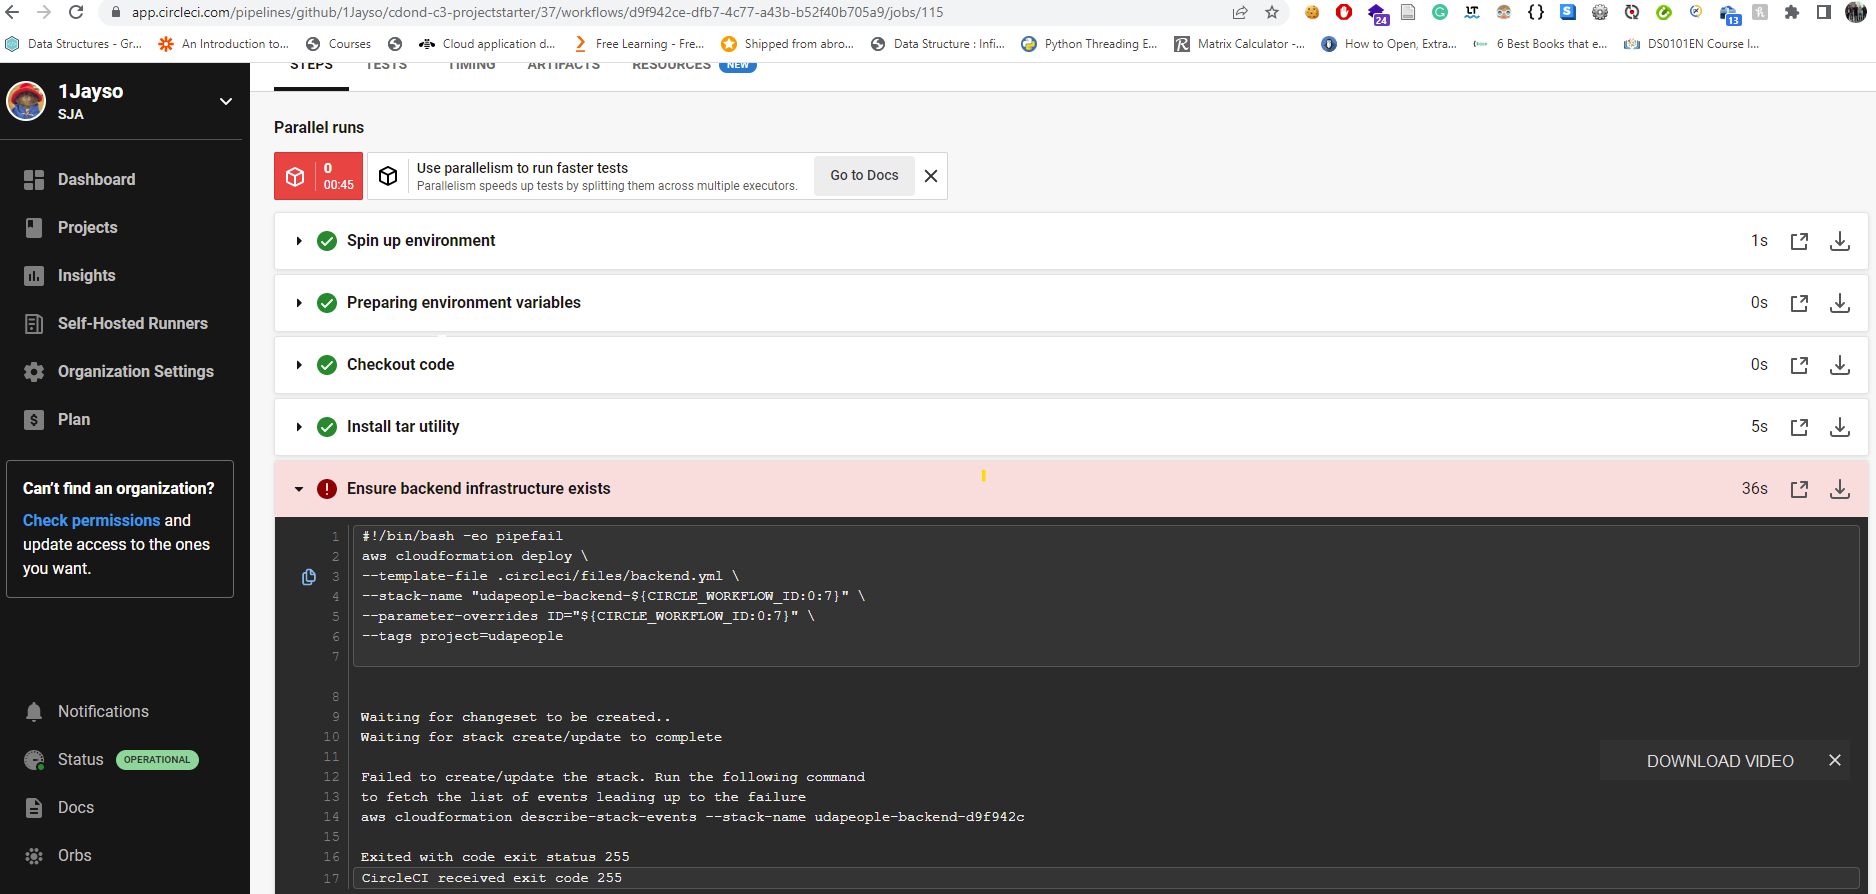 app.circleci.com/pipelines/github/1Jayso/cdond-c3-projectstarter/37/workflows/d9f942ce-dfb7-4c77-a43b-b52f40b705a9/jobs/115
24
13
Data Structures - Gr... An Introduction to... Courses Cloud application d... Free Learning - Fre... Shipped from abro... Data Structure : Infi... Python Threading E... Matrix Calculator -... How to Open, Extra... 6 Best Books that e... DS0101EN Course I...
1Jayso
SJA
Dashboard
Projects
Insights
Self-Hosted Runners
Organization Settings
Plan
Can't find an organization?
Check permissions and
update access to the ones
you want.
Notifications
Status OPERATIONAL
Docs
Orbs
STEPS TESTS TIMING ARTIFACTS RESOURCES NEW
Parallel runs
0
00:45
Use parallelism to run faster tests
Parallelism speeds up tests by splitting them across multiple executors.
Go to Docs
Spin up environment 1s
Preparing environment variables 0s
Checkout code 0s
Install tar utility 5s
Ensure backend infrastructure exists 36s
1 #!/bin/bash -eo pipefail
2 aws cloudformation deploy \
3 --template-file .circleci/files/backend.yml \
4 --stack-name "udapeople-backend-${CIRCLE_WORKFLOW_ID:0:7}" \
5 --parameter-overrides ID="${CIRCLE_WORKFLOW_ID:0:7}" \
6 --tags project=udapeople
7
8
9 Waiting for changeset to be created..
10 Waiting for stack create/update to complete
11
12 Failed to create/update the stack. Run the following command
13 to fetch the list of events leading up to the failure
14 aws cloudformation describe-stack-events --stack-name udapeople-backend-d9f942c
15
16 Exited with code exit status 255
17 CircleCI received exit code 255
DOWNLOAD VIDEO